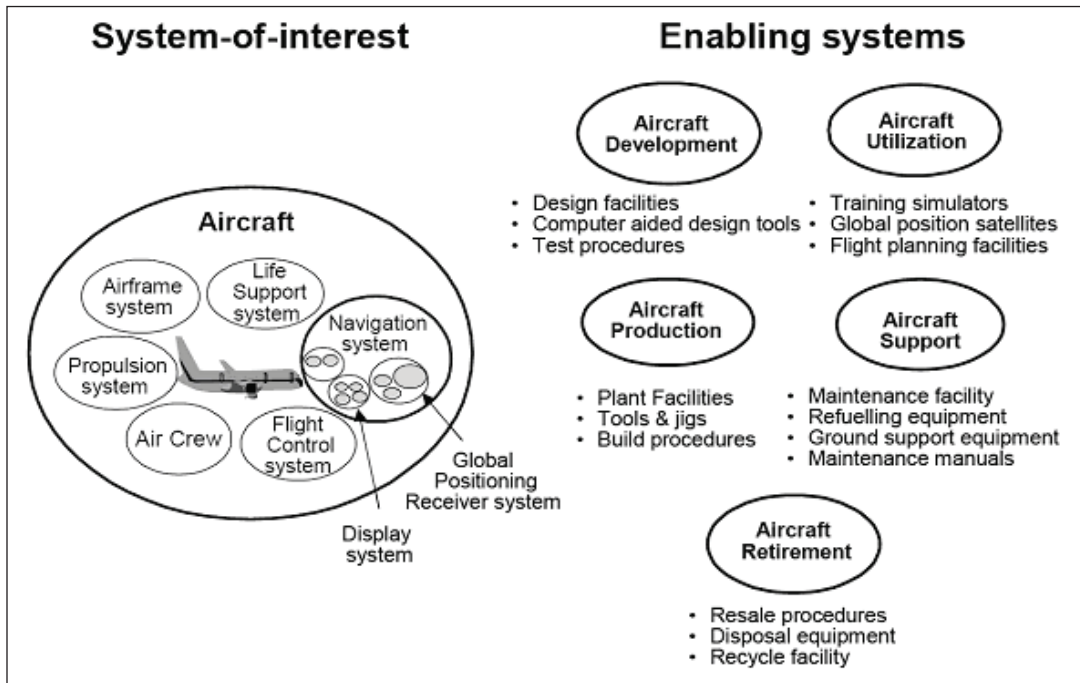 System-of-interest
Aircraft
Airframe
system
Life
Support
system
Navigation
system
Propulsion
system
Air Crew
Flight
Control
system
Global
Positioning
Receiver system
Display
system
Enabling systems
Aircraft
Development
• Design facilities
• Computer aided design tools
• Test procedures
Aircraft
Utilization
• Training simulators
• Global position satellites
• Flight planning facilities
Aircraft
Production
• Plant Facilities
• Tools & jigs
• Build procedures
Aircraft
Support
• Maintenance facility
• Refuelling equipment
• Ground support equipment
• Maintenance manuals
Aircraft
Retirement
• Resale procedures
• Disposal equipment
• Recycle facility